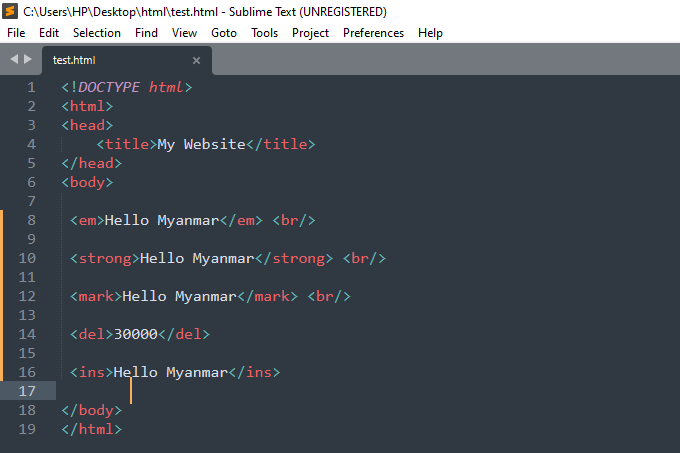 C:\Users\HP\Desktop\html\test.html - Sublime Text (UNREGISTERED)
File Edit Selection Find View Goto Tools Project Preferences Help
test.html
1 <!DOCTYPE html>
2 <html>
3 <head>
4 <title>My Website</title>
5 </head>
6 <body>
7
8 <em>Hello Myanmar</em> <br/>
9
10 <strong>Hello Myanmar</strong> <br/>
11
12 <mark>Hello Myanmar</mark> <br/>
13
14 <del>30000</del>
15
16 <ins>Hello Myanmar</ins>
17
18 </body>
19 </html>